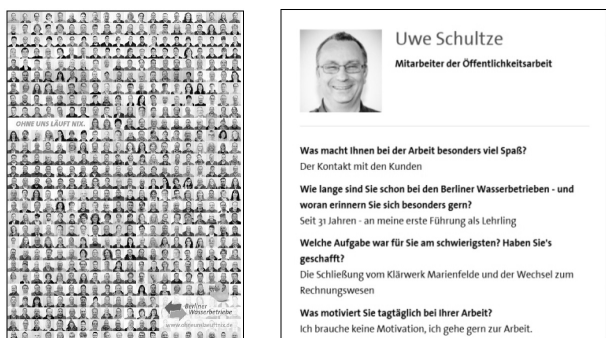 OHNE UNS LÄUFT NIX.
Berliner
Wasserbetriebe
www.ohneunslaeuftnix.de
Uwe Schultze
Mitarbeiter der Öffentlichkeitsarbeit
Was macht Ihnen bei der Arbeit besonders viel Spaß?
Der Kontakt mit den Kunden
Wie lange sind Sie schon bei den Berliner Wasserbetrieben - und
woran erinnern Sie sich besonders gern?
Seit 31 Jahren - an meine erste Führung als Lehrling
Welche Aufgabe war für Sie am schwierigsten? Haben Sie's
geschafft?
Die Schließung vom Klärwerk Marienfelde und der Wechsel zum
Rechnungswesen
Was motiviert Sie tagtäglich bei Ihrer Arbeit?
Ich brauche keine Motivation, ich gehe gern zur Arbeit.